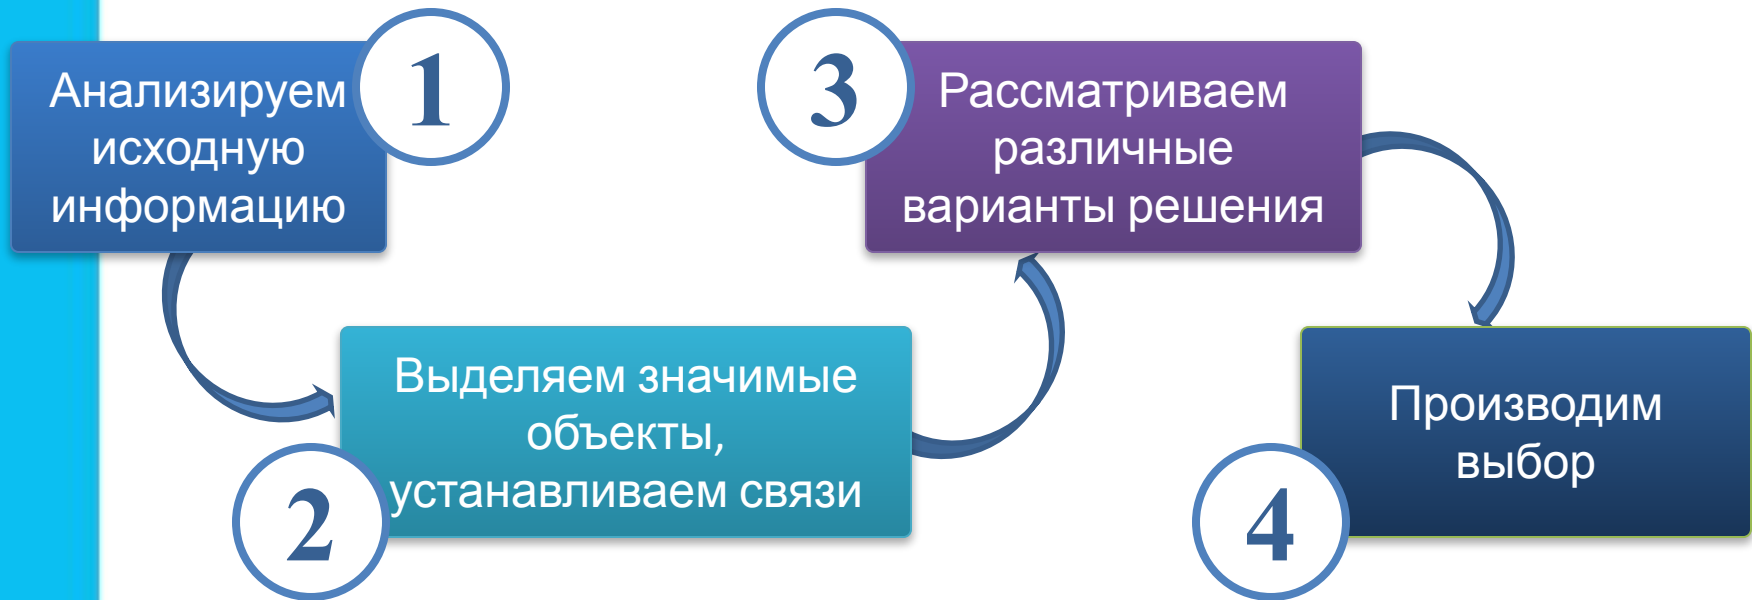 1
Анализируем
исходную
информацию
2
Выделяем значимые
объекты,
устанавливаем связи
3
Рассматриваем
различные
варианты решения
4
Производим
выбор